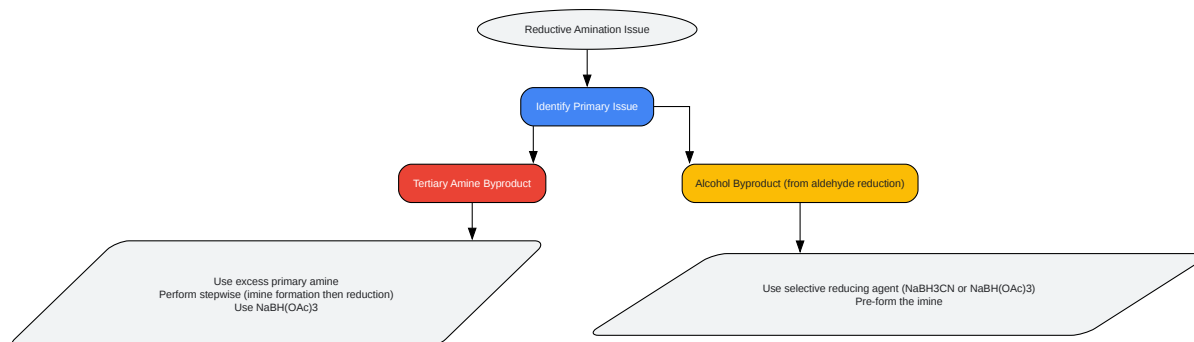 Reductive Amination Issue
Identify Primary Issue
Tertiary Amine Byproduct
Alcohol Byproduct (from aldehyde reduction)
Use excess primary amine
Perform stepwise (imine formation then reduction)
Use NaBH(OAc)3
Use selective reducing agent (NaBH3CN or NaBH(OAc)3)
Pre-form the imine